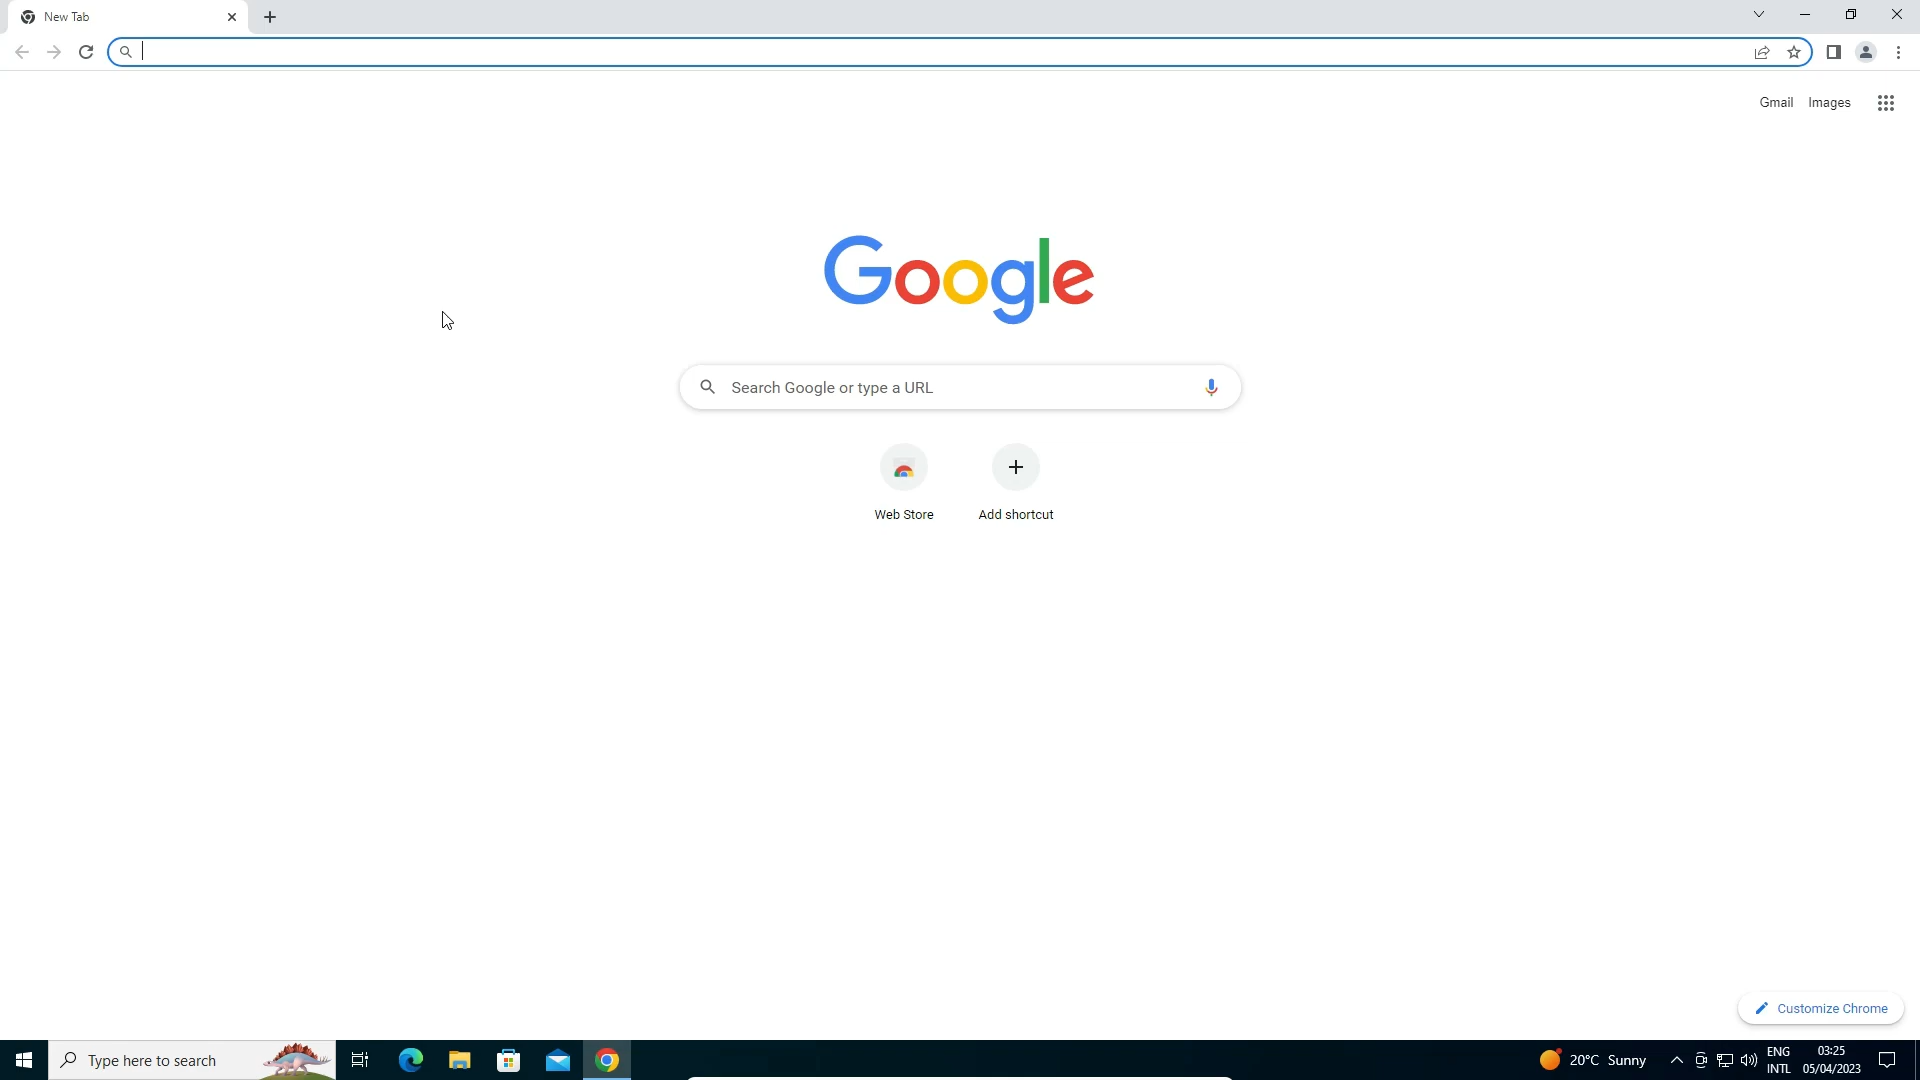 New Tab
Gmail Images
Google
Search Google or type a URL
Web Store Add shortcut
Customize Chrome
Type here to search
20°C Sunny
ENG
INTL
03:25
05/04/2023